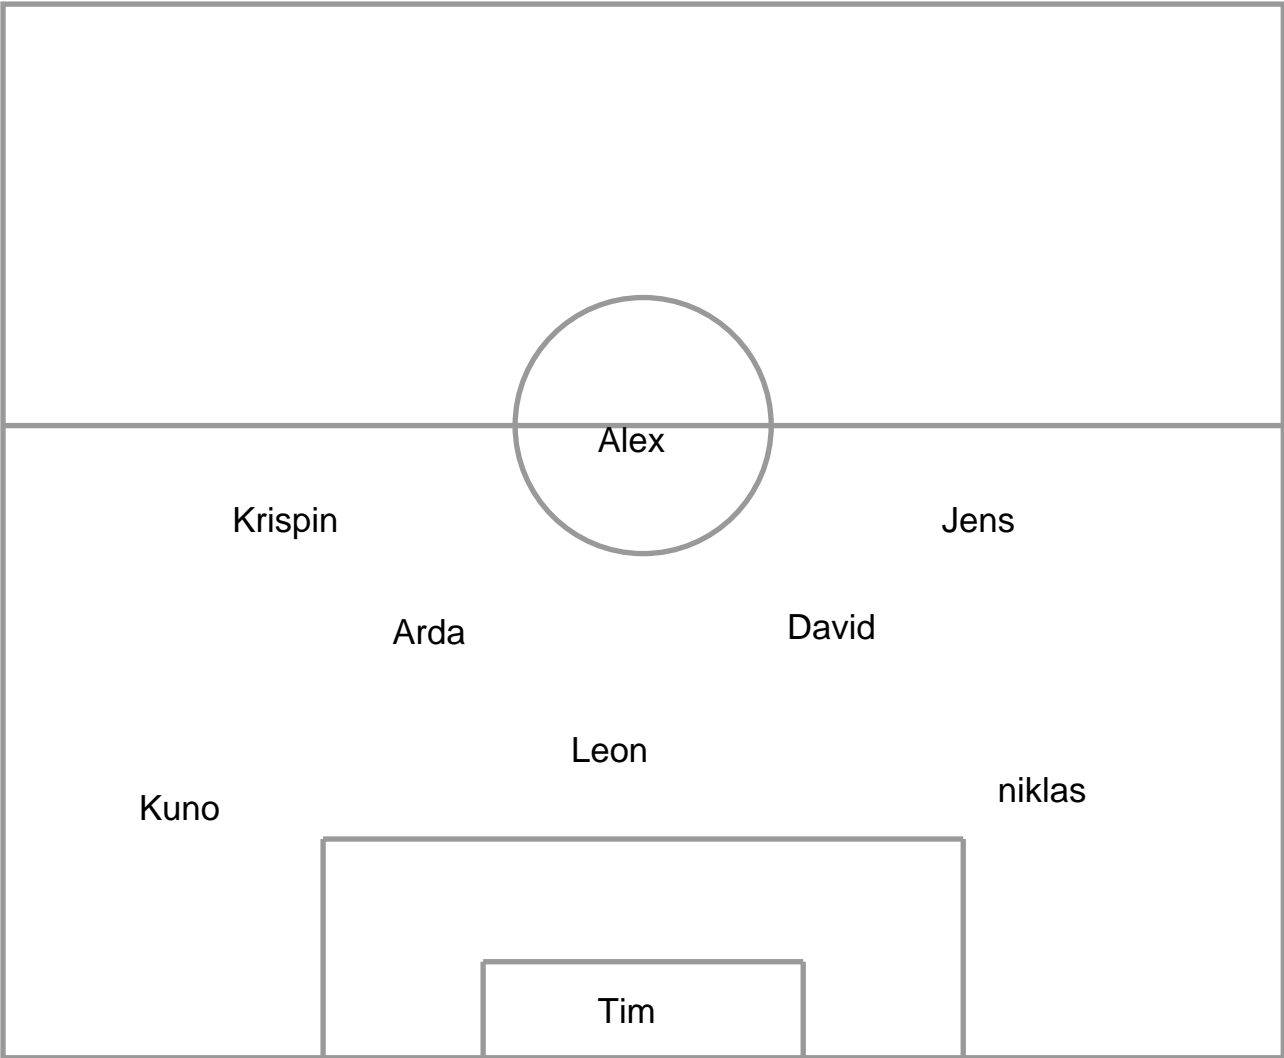 Alex
Krispin
Jens
Arda
David
Leon
niklas
Kuno
Tim